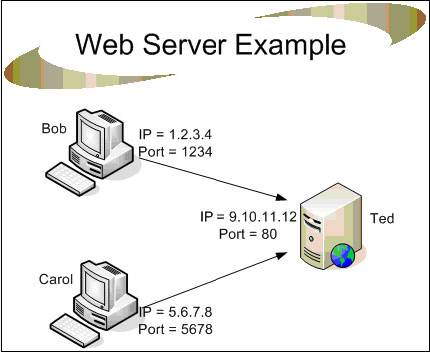 Web Server Example
Bob
IP = 1.2.3.4
Port = 1234
IP = 9.10.11.12
Port = 80
Ted
Carol
IP = 5.6.7.8
Port = 5678